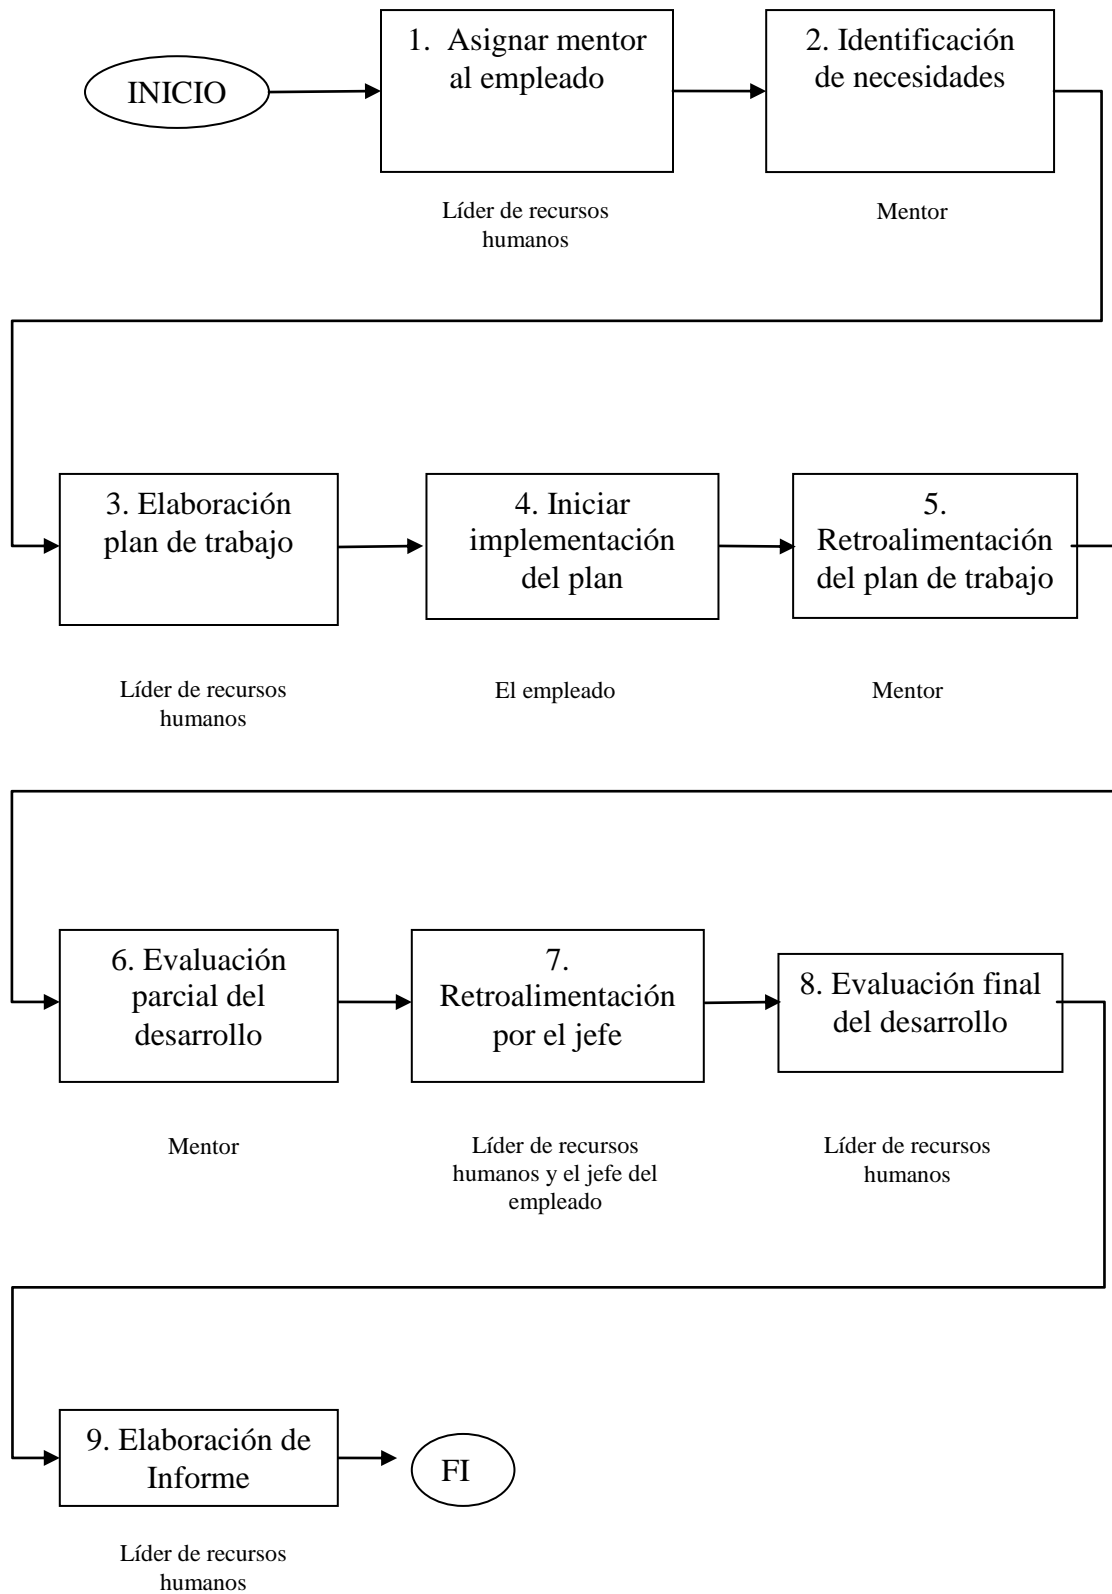 INICIO
1. Asignar mentor
al empleado
2. Identificación
de necesidades
Líder de recursos
humanos
Mentor
3. Elaboración
plan de trabajo
4. Iniciar
implementación
del plan
5.
Retroalimentación
del plan de trabajo
Líder de recursos
humanos
El empleado
Mentor
6. Evaluación
parcial del
desarrollo
7.
Retroalimentación
por el jefe
8. Evaluación final
del desarrollo
Mentor
Líder de recursos
humanos y el jefe del
empleado
Líder de recursos
humanos
9. Elaboración de
Informe
FI
Líder de recursos
humanos